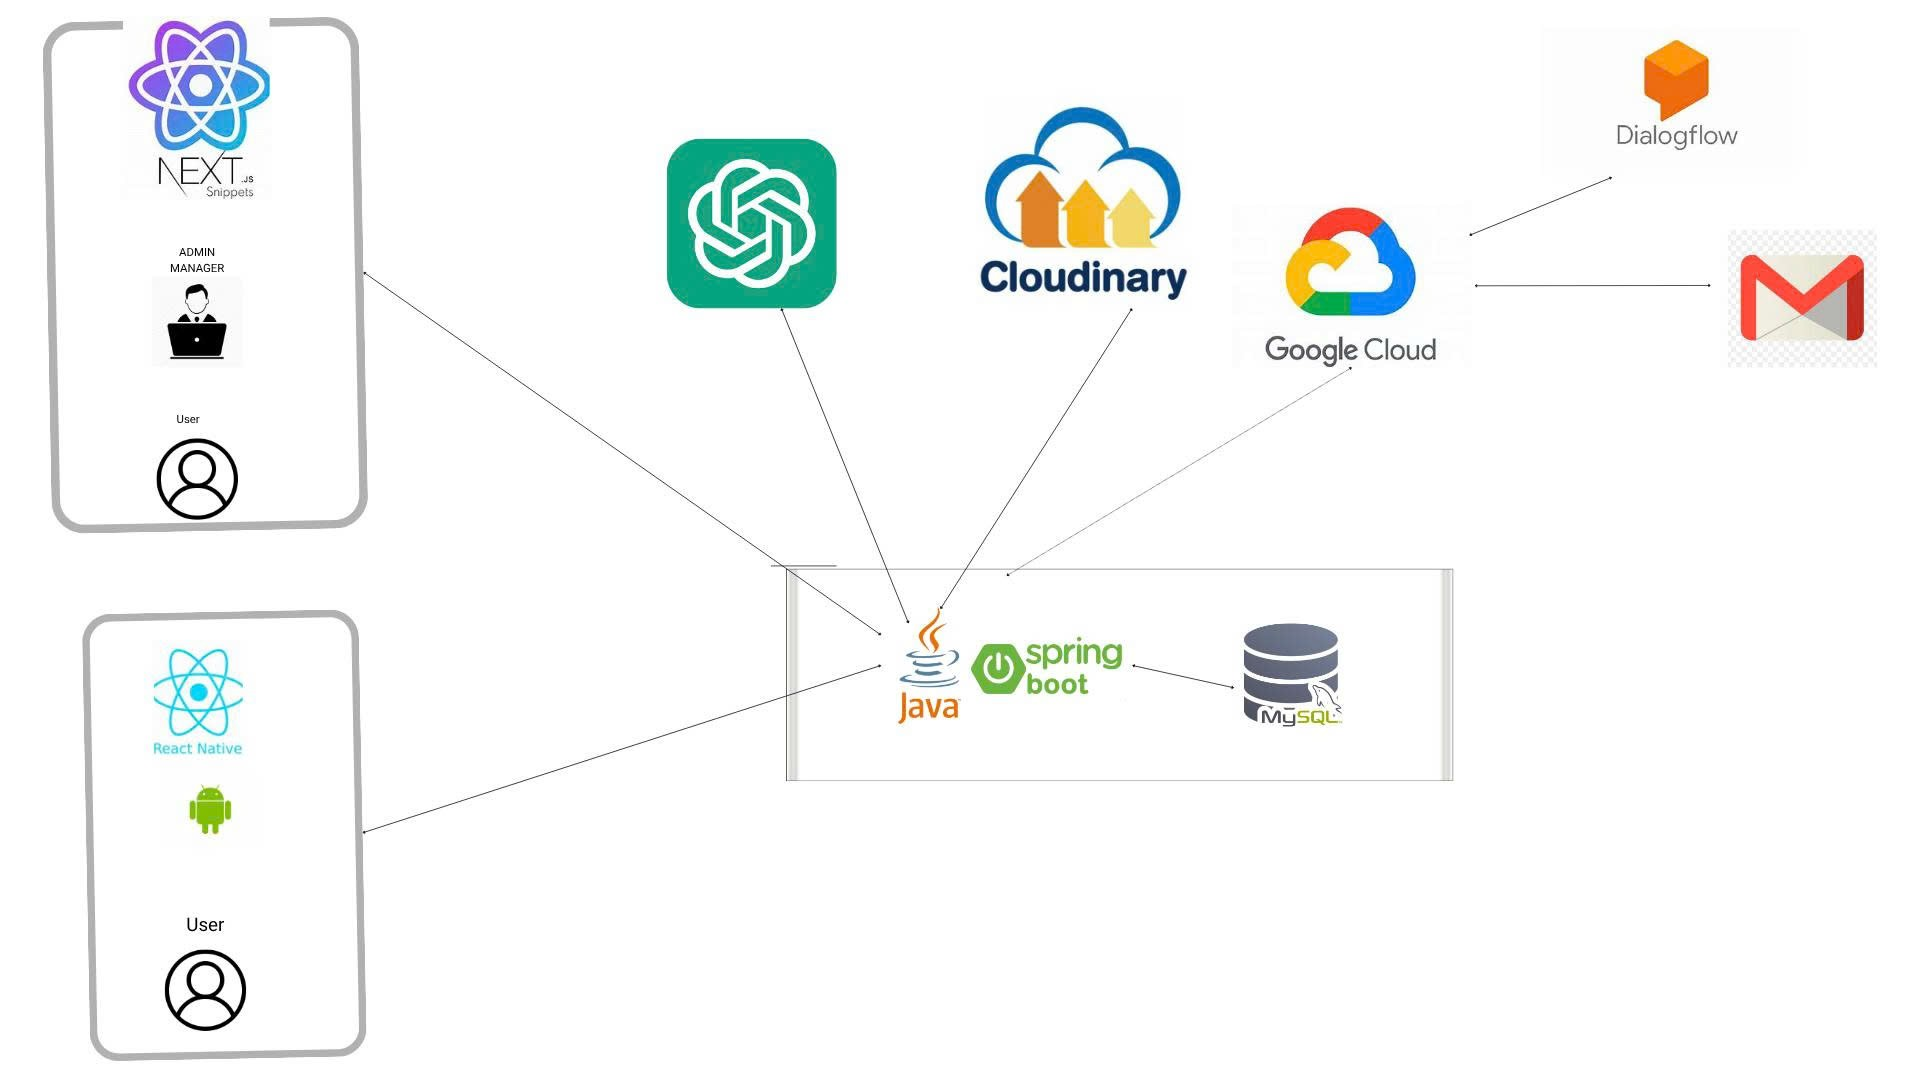 NEXT.JS
Snippets
ADMIN
MANAGER
User
Cloudinary
Google Cloud
Dialogflow
Java
spring
boot
MySQL
React Native
User